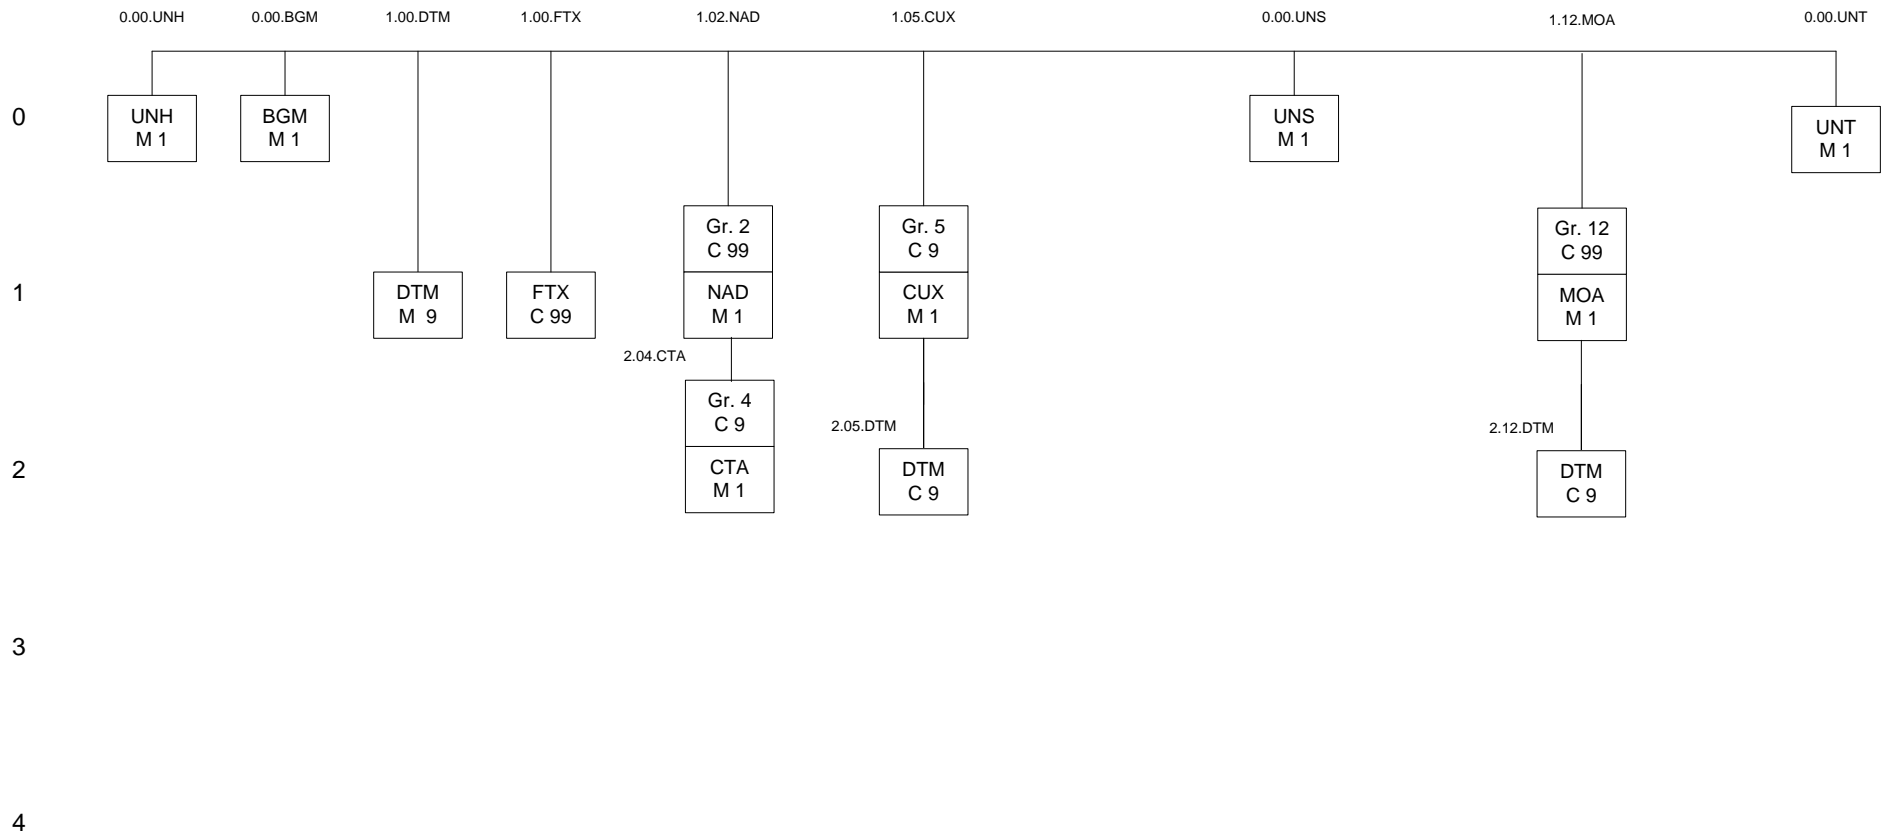 0.00.UNH 0.00.BGM 1.00.DTM 1.00.FTX 1.02.NAD 1.05.CUX 0.00.UNS 1.12.MOA 0.00.UNT
0
UNH
M 1
BGM
M 1
UNS
M 1
UNT
M 1
1
DTM
M 9
FTX
C 99
Gr. 2
C 99
NAD
M 1
Gr. 5
C 9
CUX
M 1
Gr. 12
C 99
MOA
M 1
2
2.04.CTA
Gr. 4
C 9
CTA
M 1
2.05.DTM
DTM
C 9
2.12.DTM
DTM
C 9
3
4